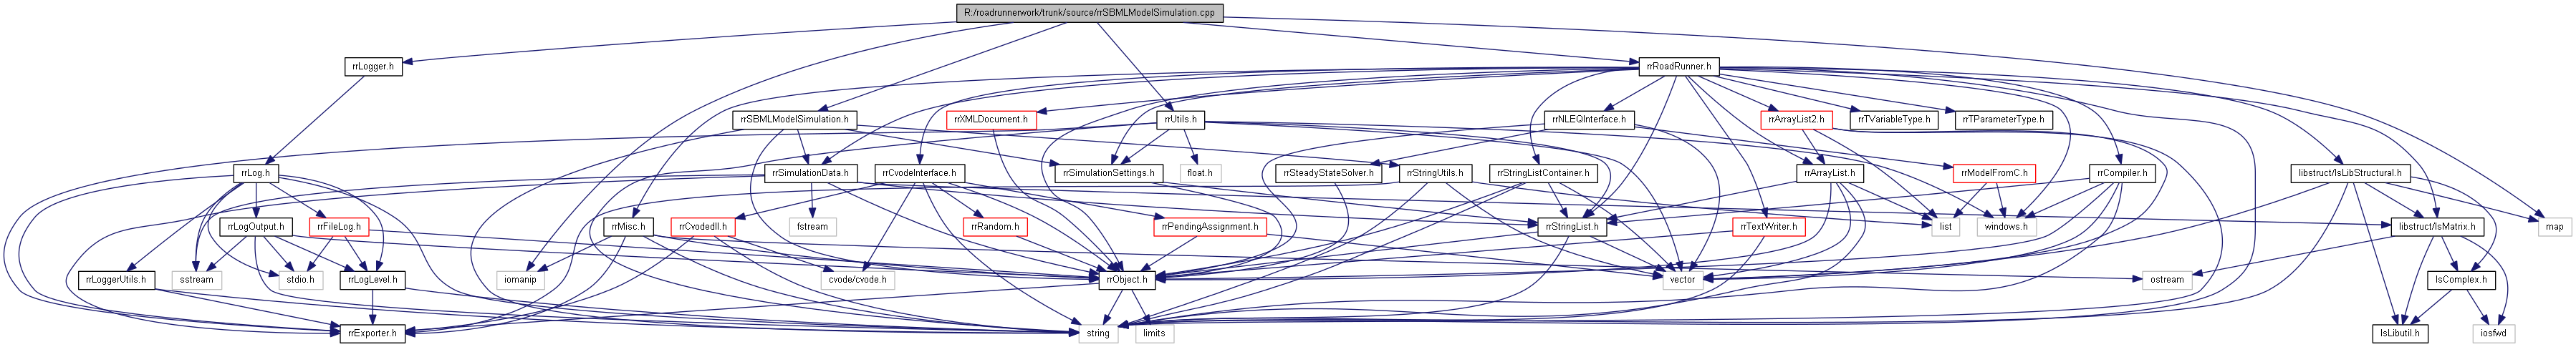 R:/roadrunnerwork/trunk/source/rrSBMLModelSimulation.cpp
rrLogger.h
rrRoadRunner.h
rrSBMLModelSimulation.h
rrXMLDocument.h
rrUtils.h
rrNLEQInterface.h
rrArrayList2.h
rrTVariableType.h
rrTParameterType.h
rrLog.h
rrSimulationData.h
rrCvodeInterface.h
rrSimulationSettings.h
float.h
rrSteadyStateSolver.h
rrStringUtils.h
rrStringListContainer.h
rrArrayList.h
rrModelFromC.h
rrCompiler.h
libstruct/lsLibStructural.h
rrLogOutput.h
rrFileLog.h
rrMisc.h
fstream
rrCvodedll.h
rrRandom.h
rrPendingAssignment.h
rrStringList.h
rrTextWriter.h
list
windows.h
libstruct/lsMatrix.h
map
rrLoggerUtils.h
sstream
stdio.h
rrLogLevel.h
iomanip
cvode/cvode.h
rrObject.h
vector
ostream
lsComplex.h
rrExporter.h
string
limits
lsLibutil.h
iosfwd